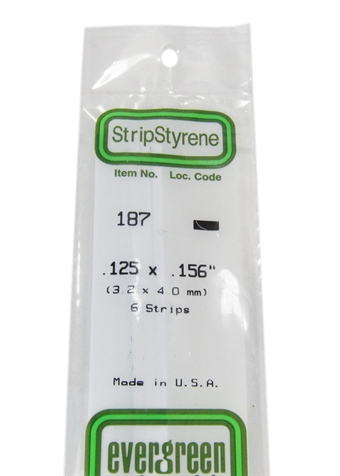 StripStyrene
Item No. Loc. Code
187
.125 x .156"
(3.2 x 4.0 mm)
6 Strips
Made in U.S.A.
evergreen